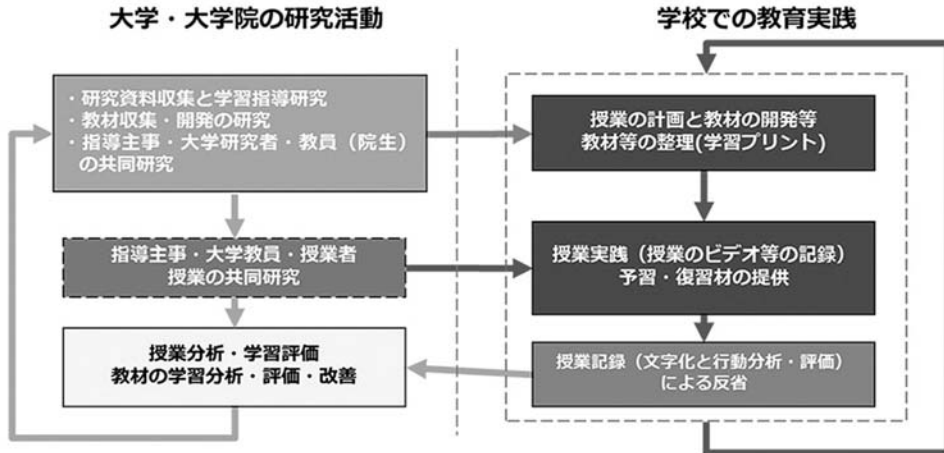 大学・大学院の研究活動
・研究資料収集と学習指導研究
・教材収集・開発の研究
・指導主事・大学研究者・教員（院生）
の共同研究
指導主事・大学教員・授業者
授業の共同研究
授業分析・学習評価
教材の学習分析・評価・改善
学校での教育実践
授業の計画と教材の開発等
教材等の整理(学習プリント)
授業実践（授業のビデオ等の記録）
予習・復習材の提供
授業記録（文字化と行動分析・評価）
による反省